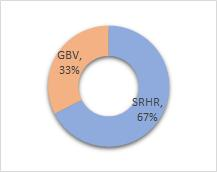 GBV,
33%
SRHR,
67%